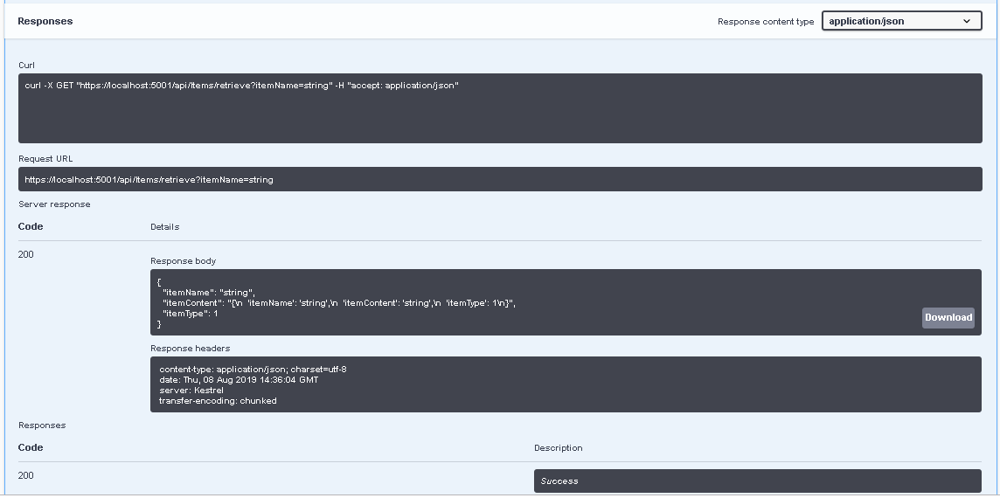 Responses
Response content type
application/json
Curl
curl -X GET "https://localhost:5001/api/Items/retrieve?itemName=string" -H "accept: application/json"
Request URL
https://localhost:5001/api/Items/retrieve?itemName=string
Server response
Code Details
200
Response body
{
  "itemName": "string",
  "itemContent": "{\n  'itemName': 'string',\n  'itemContent': 'string',\n  'itemType': 1\n}",
  "itemType": 1
}
Download
Response headers
content-type: application/json; charset=utf-8
date: Thu, 08 Aug 2019 14:36:04 GMT
server: Kestrel
transfer-encoding: chunked
Responses
Code Description
200
Success